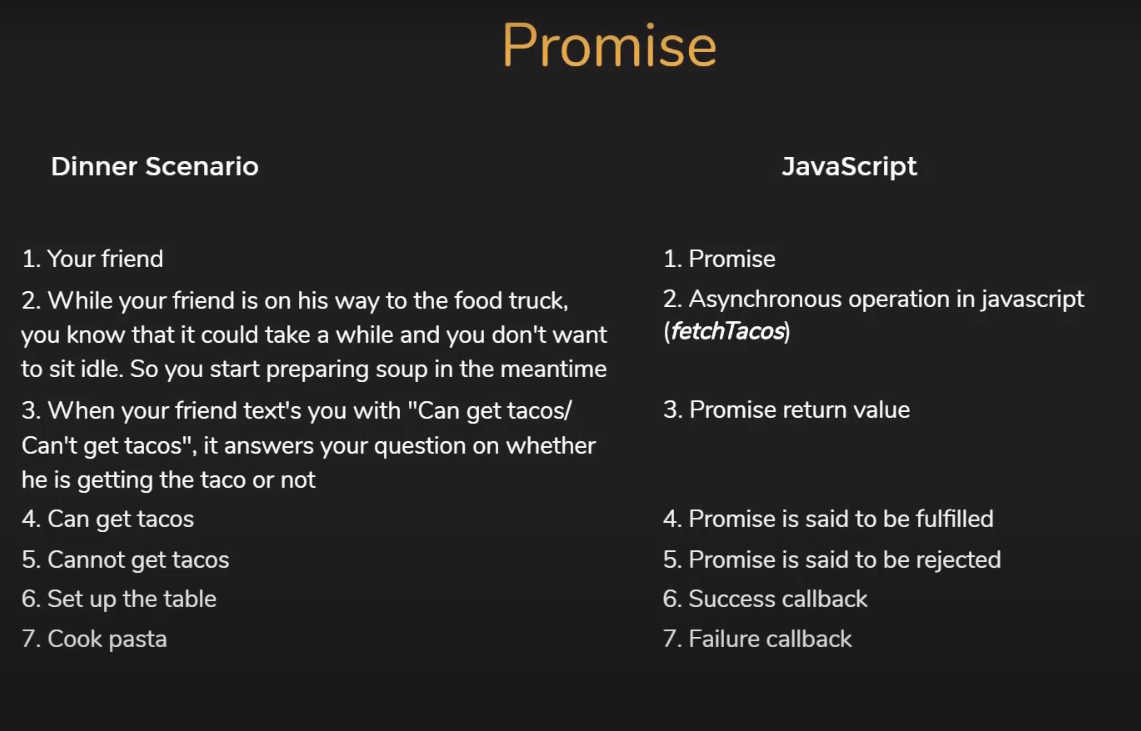 Promise
Dinner Scenario
JavaScript
1. Your friend
2. While your friend is on his way to the food truck,
you know that it could take a while and you don't want
to sit idle. So you start preparing soup in the meantime
3. When your friend text's you with "Can get tacos/
Can't get tacos", it answers your question on whether
he is getting the taco or not
4. Can get tacos
5. Cannot get tacos
6. Set up the table
7. Cook pasta
1. Promise
2. Asynchronous operation in javascript
(fetchTacos)
3. Promise return value
4. Promise is said to be fulfilled
5. Promise is said to be rejected
6. Success callback
7. Failure callback